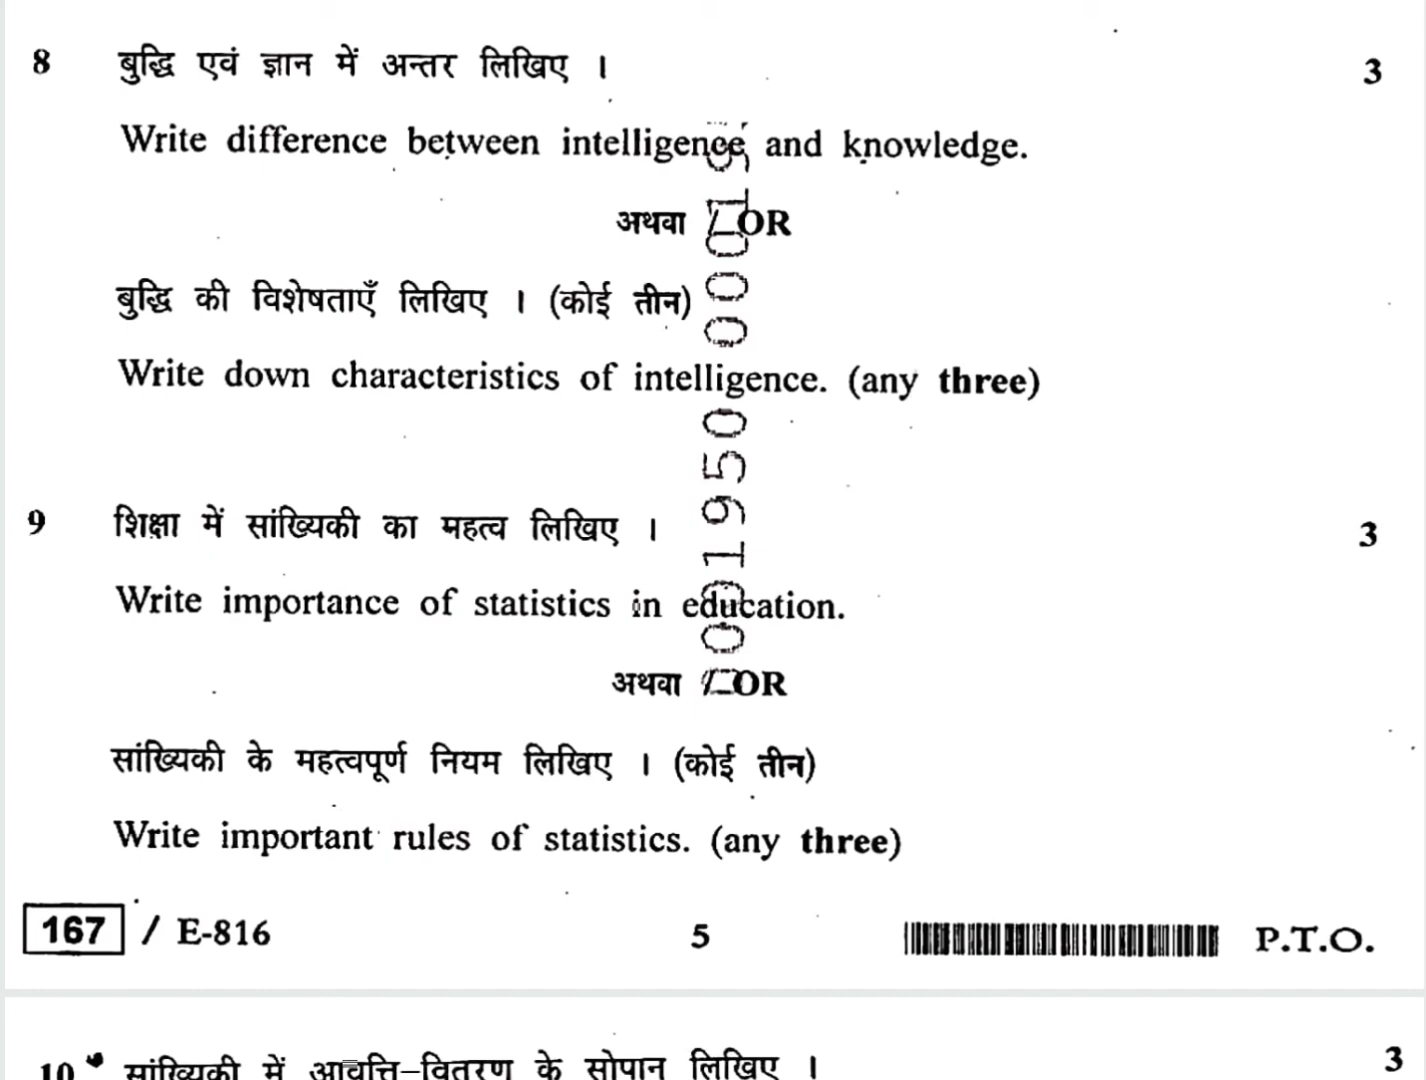 8 बुद्धि एवं ज्ञान में अन्तर लिखिए । 3
Write difference between intelligence and knowledge.
अथवा / OR
बुद्धि की विशेषताएँ लिखिए । (कोई तीन)
Write down characteristics of intelligence. (any three)
9 शिक्षा में सांख्यिकी का महत्व लिखिए । 3
Write importance of statistics in education.
अथवा / OR
सांख्यिकी के महत्वपूर्ण नियम लिखिए । (कोई तीन)
Write important rules of statistics. (any three)
167 / E-816 5 P.T.O.
10 सांख्यिकी में आवृत्ति–वितरण के सोपान लिखिए । 3